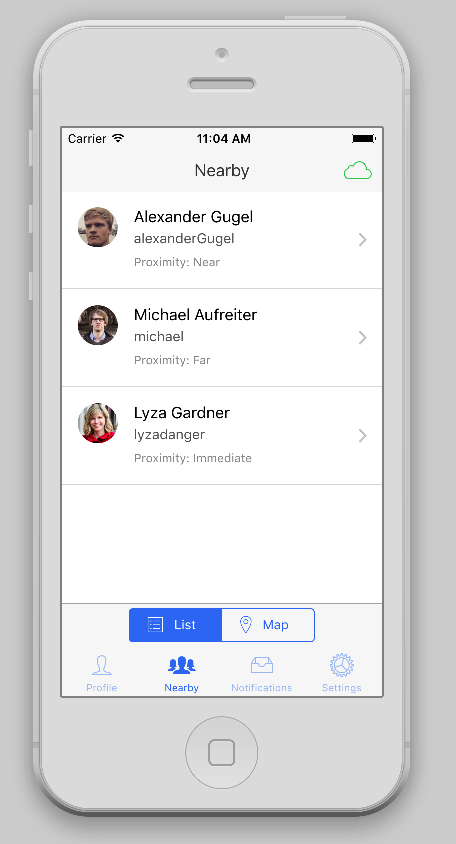 Carrier 11:04 AM
Nearby
Alexander Gugel
alexanderGugel
Proximity: Near
Michael Aufreiter
michael
Proximity: Far
Lyza Gardner
lyzadanger
Proximity: Immediate
List Map
Profile Nearby Notifications Settings